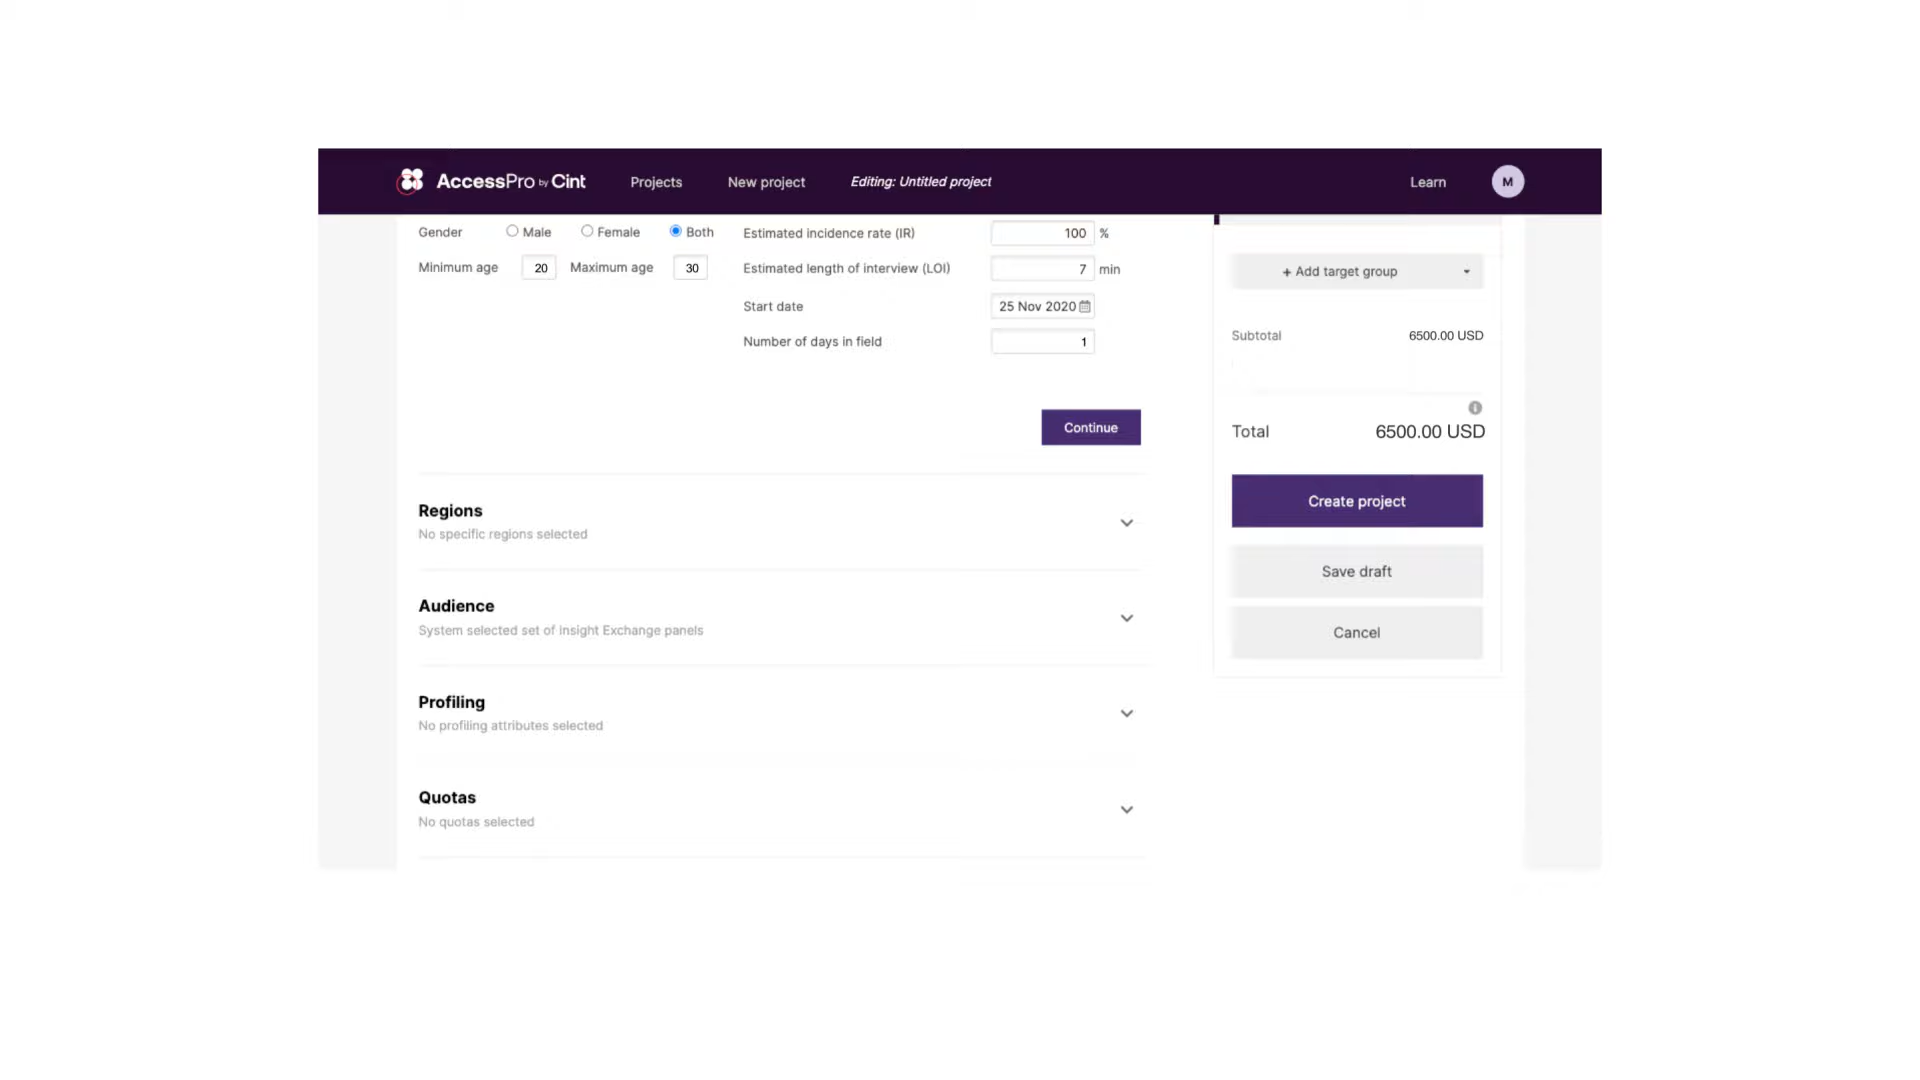 AccessPro by Cint Projects New project Editing: Untitled project Learn M
Gender Male Female Both
Minimum age 20 Maximum age 30
Estimated incidence rate (IR) 100 %
Estimated length of interview (LOI) 7 min
Start date 25 Nov 2020
Number of days in field 1
Continue
Regions
No specific regions selected
Audience
System selected set of insight Exchange panels
Profiling
No profiling attributes selected
Quotas
No quotas selected
+ Add target group
Subtotal 6500.00 USD
Total 6500.00 USD
Create project
Save draft
Cancel